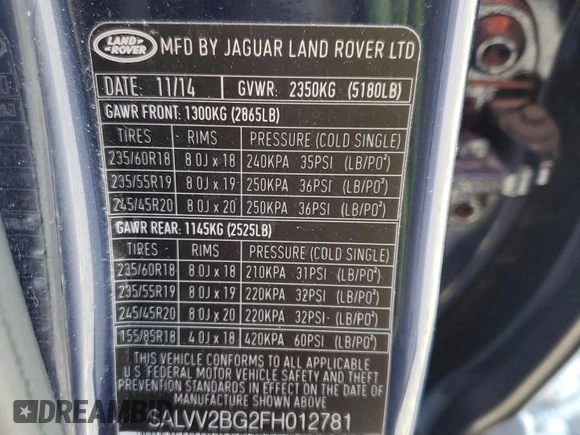 LAND ROVER MFD BY JAGUAR LAND ROVER LTD
DATE: 11/14 GVWR: 2350KG (5180LB)
GAWR FRONT: 1300KG (2865LB)
TIRES RIMS PRESSURE (COLD SINGLE)
235/60R18 8.0J x 18 240KPA 35PSI (LB/PO²)
235/55R19 8.0J x 19 250KPA 36PSI (LB/PO²)
245/45R20 8.0J x 20 250KPA 36PSI (LB/PO²)
GAWR REAR: 1145KG (2525LB)
TIRES RIMS PRESSURE (COLD SINGLE)
235/60R18 8.0J x 18 210KPA 31PSI (LB/PO²)
235/55R19 8.0J x 19 220KPA 32PSI (LB/PO²)
245/45R20 8.0J x 20 220KPA 32PSI (LB/PO²)
155/85R18 4.0J x 18 420KPA 60PSI (LB/PO²)
THIS VEHICLE CONFORMS TO ALL APPLICABLE
U.S FEDERAL MOTOR VEHICLE SAFETY AND THEFT
PREVENTION STANDARDS IN EFFECT ON THE
DATE OF MANUFACTURE SHOWN ABOVE
SALVV2BG2FH012781